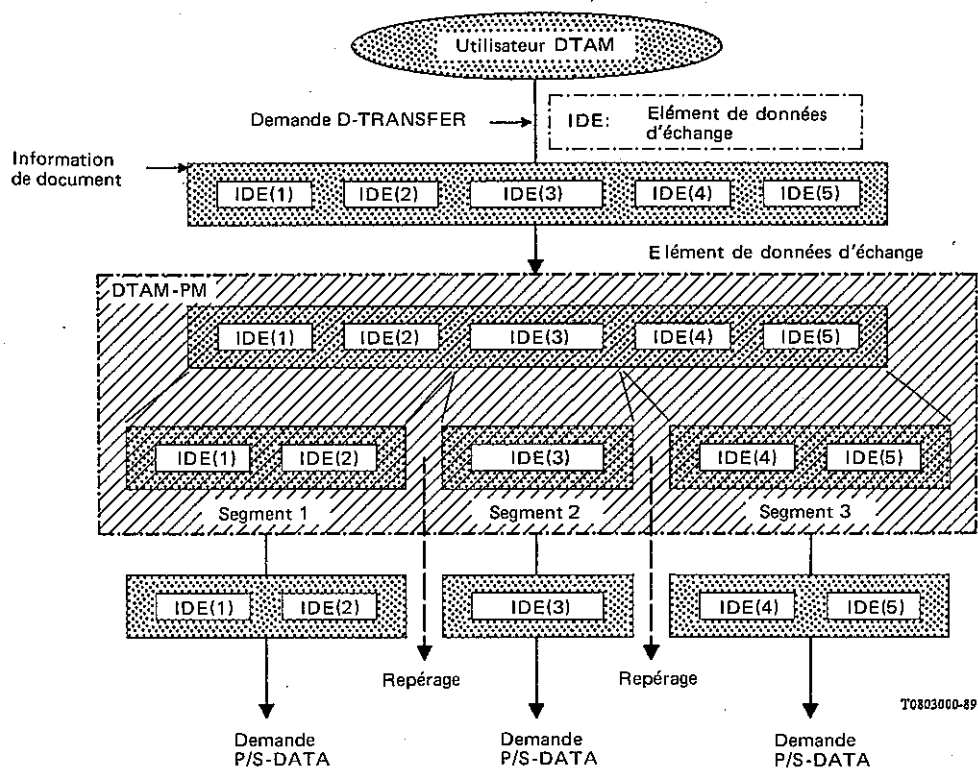 Utilisateur DTAM
Demande D-TRANSFER
IDE: Elément de données
d'échange
Information
de document
IDE(1) IDE(2) IDE(3) IDE(4) IDE(5)
Elément de données d'échange
DTAM-PM
IDE(1) IDE(2) IDE(3) IDE(4) IDE(5)
IDE(1) IDE(2) IDE(3) IDE(4) IDE(5)
Segment 1 Segment 2 Segment 3
IDE(1) IDE(2) IDE(3) IDE(4) IDE(5)
Repérage Repérage
T0803000-89
Demande Demande Demande
P/S-DATA P/S-DATA P/S-DATA